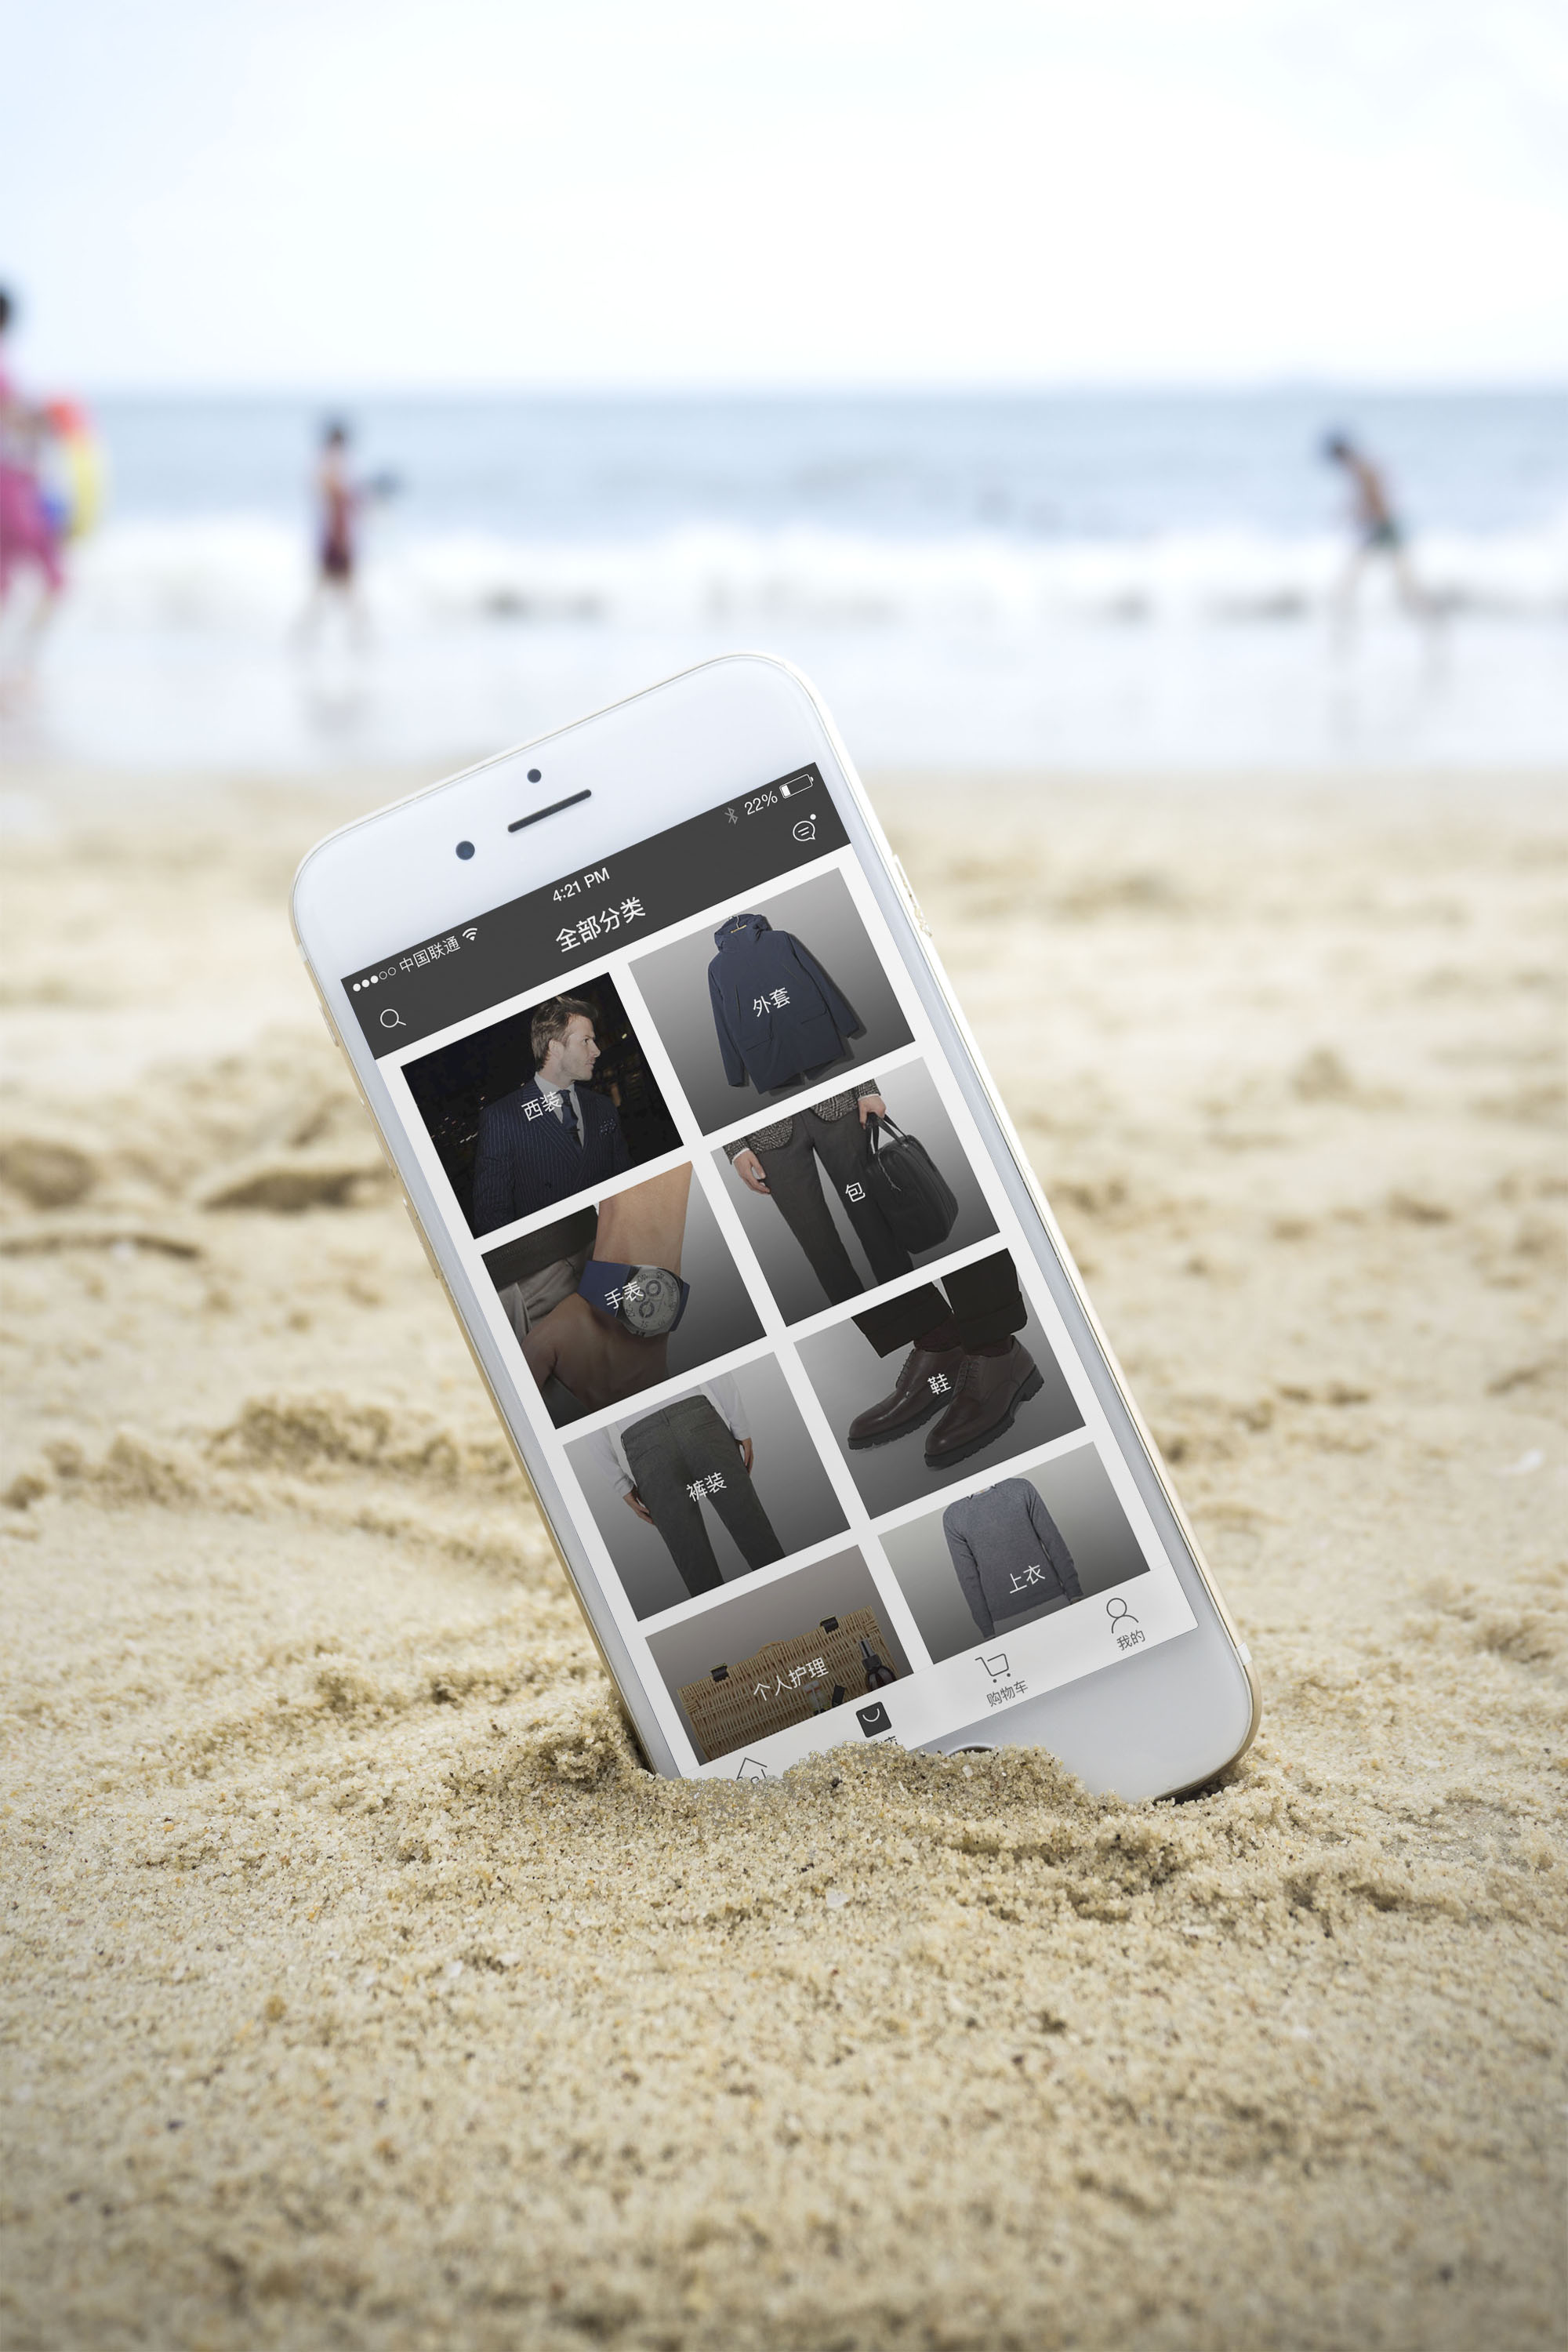 中国联通
4:21 PM
22%
全部分类
西装
外套
手表
包
裤装
鞋
个人护理
上衣
购物车
我的